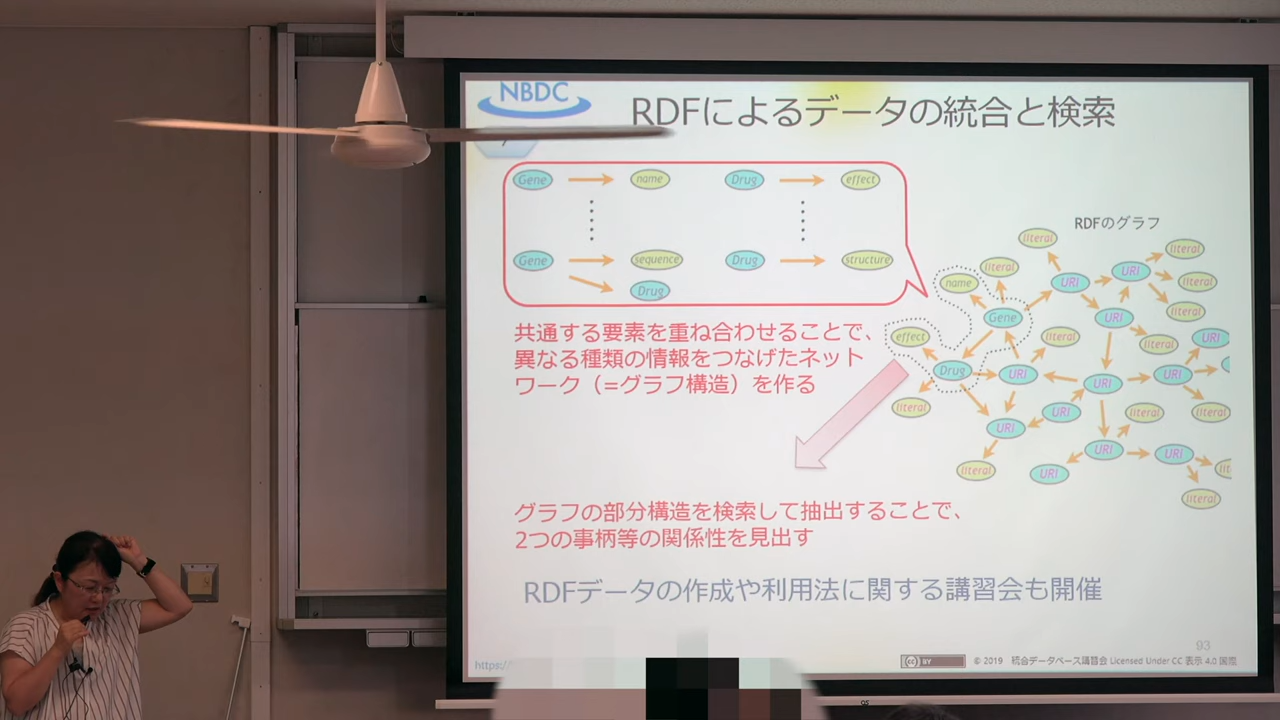 NBDC
RDFによるデータの統合と検索
Gene name Drug effect
Gene sequence Drug structure
Drug
共通する要素を重ね合わせることで、
異なる種類の情報をつなげたネット
ワーク（=グラフ構造）を作る
RDFのグラフ
literal
literal
URI
literal
name
URI
literal
Gene
URI
literal
effect
literal
literal
URI
Drug
URI
URI
URI
literal
URI
literal
literal
URI
URI
URI
literal
URI
literal
グラフの部分構造を検索して抽出することで、
2つの事柄等の関係性を見出す
RDFデータの作成や利用法に関する講習会も開催
93
https:/
cc BY © 2019 統合データベース講習会 Licensed Under CC 表示 4.0 国際